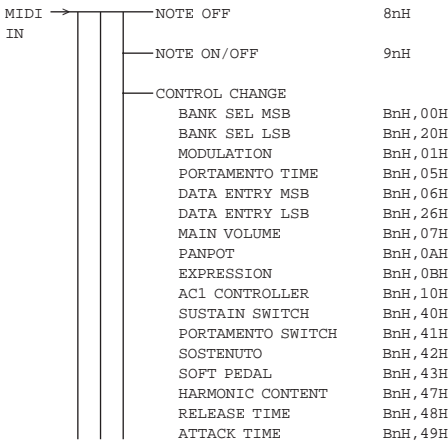 MIDI NOTE OFF 8nH
IN
NOTE ON/OFF 9nH
CONTROL CHANGE
BANK SEL MSB BnH,00H
BANK SEL LSB BnH,20H
MODULATION BnH,01H
PORTAMENTO TIME BnH,05H
DATA ENTRY MSB BnH,06H
DATA ENTRY LSB BnH,26H
MAIN VOLUME BnH,07H
PANPOT BnH,0AH
EXPRESSION BnH,0BH
AC1 CONTROLLER BnH,10H
SUSTAIN SWITCH BnH,40H
PORTAMENTO SWITCH BnH,41H
SOSTENUTO BnH,42H
SOFT PEDAL BnH,43H
HARMONIC CONTENT BnH,47H
RELEASE TIME BnH,48H
ATTACK TIME BnH,49H